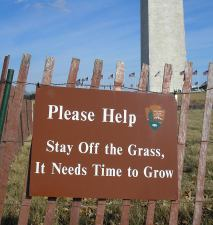 Please Help
Stay Off the Grass,
It Needs Time to Grow